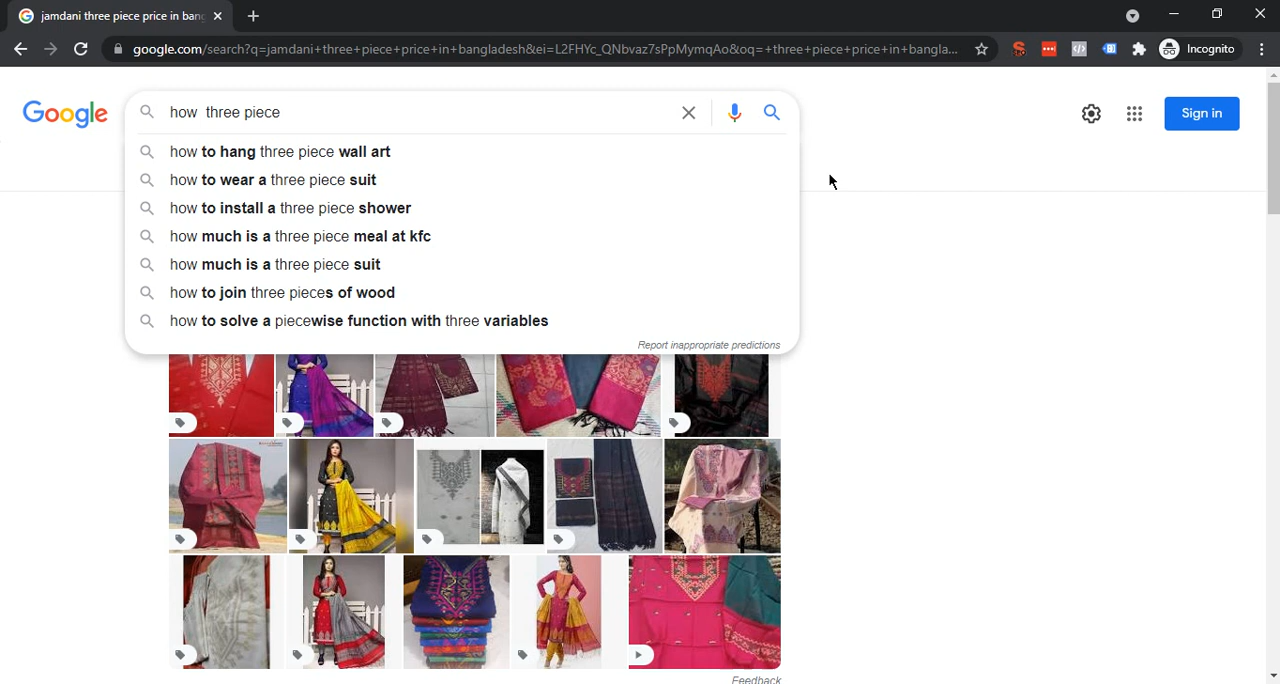 jamdani three piece price in bang
google.com/search?q=jamdani+three+piece+price+in+bangladesh&ei=L2FHYc_QNbvaz7sPpMymqAo&oq=+three+piece+price+in+bangla...
Incognito
Google
how  three piece
Sign in
how to hang three piece wall art
how to wear a three piece suit
how to install a three piece shower
how much is a three piece meal at kfc
how much is a three piece suit
how to join three pieces of wood
how to solve a piecewise function with three variables
Report inappropriate predictions
Feedback